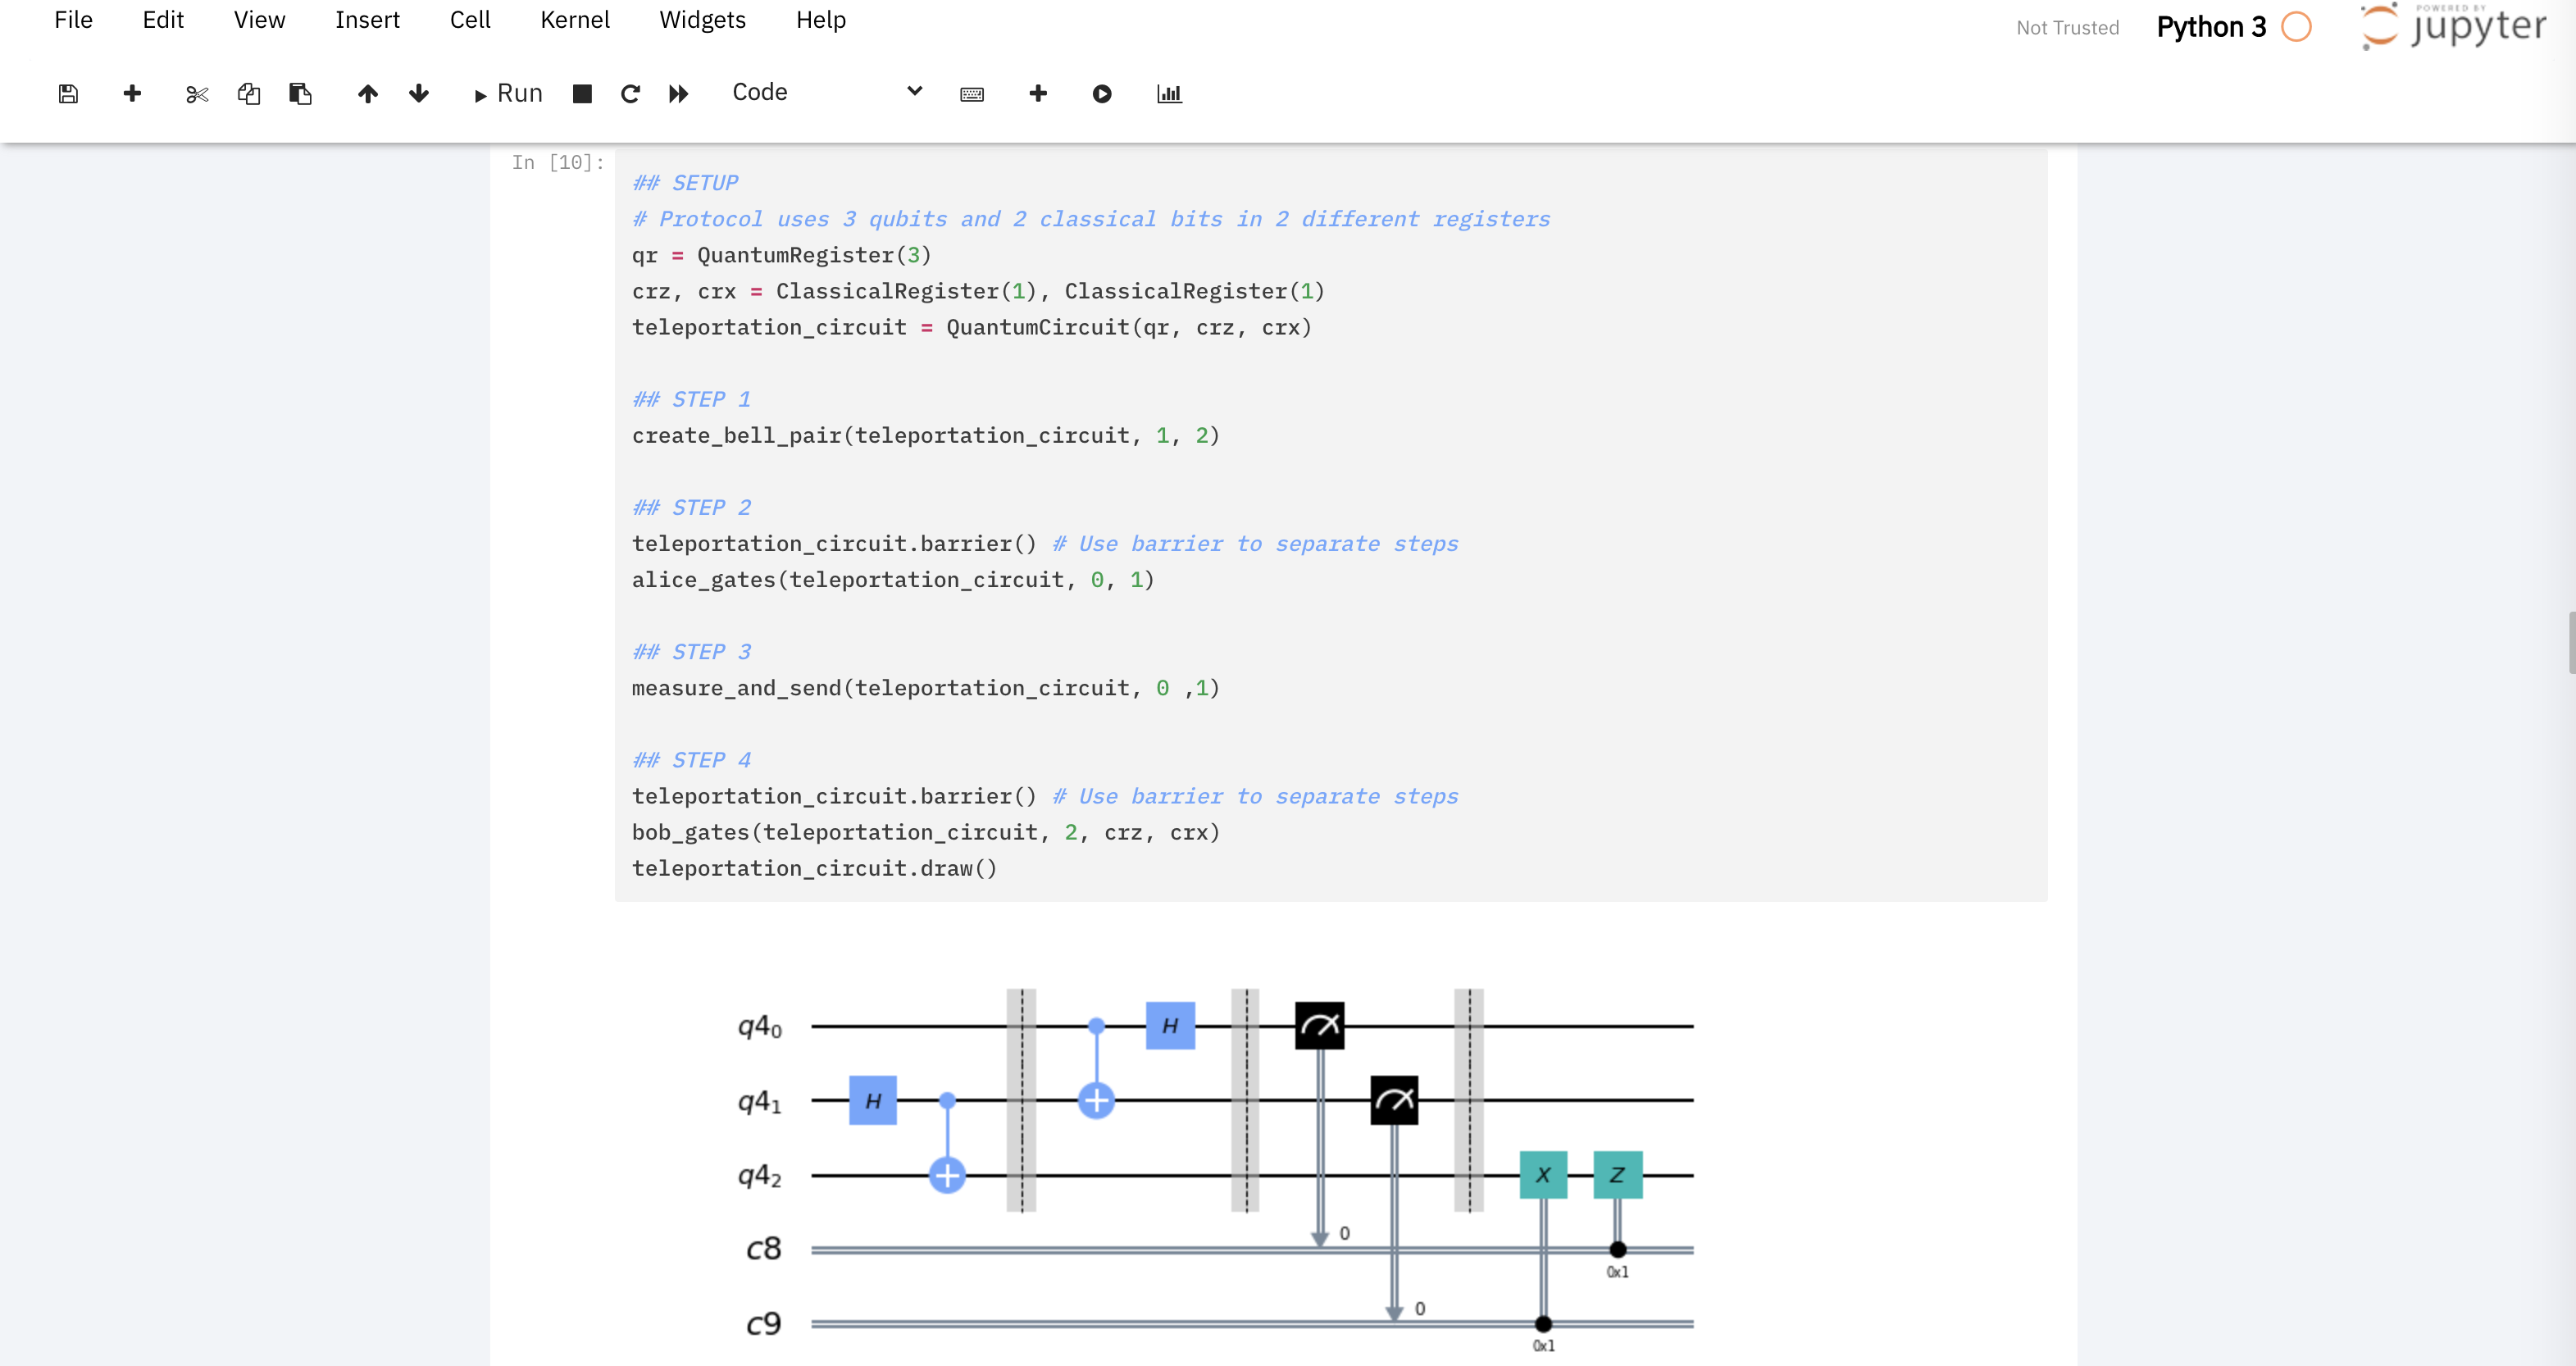 File Edit View Insert Cell Kernel Widgets Help
Not Trusted Python 3 POWERED BY jupyter
Run Code
In [10]:
## SETUP
# Protocol uses 3 qubits and 2 classical bits in 2 different registers
qr = QuantumRegister(3)
crz, crx = ClassicalRegister(1), ClassicalRegister(1)
teleportation_circuit = QuantumCircuit(qr, crz, crx)
## STEP 1
create_bell_pair(teleportation_circuit, 1, 2)
## STEP 2
teleportation_circuit.barrier() # Use barrier to separate steps
alice_gates(teleportation_circuit, 0, 1)
## STEP 3
measure_and_send(teleportation_circuit, 0 ,1)
## STEP 4
teleportation_circuit.barrier() # Use barrier to separate steps
bob_gates(teleportation_circuit, 2, crz, crx)
teleportation_circuit.draw()
q4₀ H
q4₁ H
q4₂ X Z
0
c8
0x1
0
c9
0x1